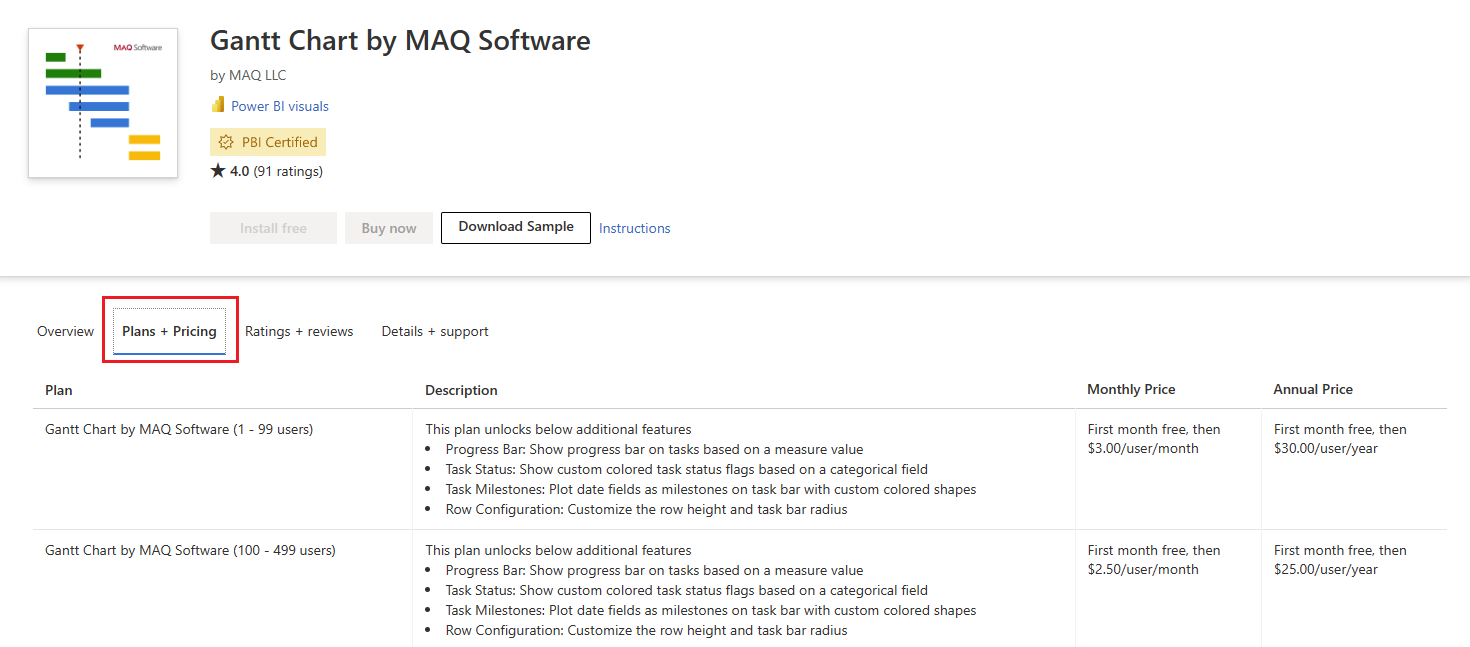 MAQ Software
Gantt Chart by MAQ Software
by MAQ LLC
Power BI visuals
PBI Certified
4.0 (91 ratings)
Install free Buy now Download Sample Instructions
Overview Plans + Pricing Ratings + reviews Details + support
Plan Description Monthly Price Annual Price
Gantt Chart by MAQ Software (1 - 99 users)
This plan unlocks below additional features
• Progress Bar: Show progress bar on tasks based on a measure value
• Task Status: Show custom colored task status flags based on a categorical field
• Task Milestones: Plot date fields as milestones on task bar with custom colored shapes
• Row Configuration: Customize the row height and task bar radius
First month free, then
$3.00/user/month
First month free, then
$30.00/user/year
Gantt Chart by MAQ Software (100 - 499 users)
This plan unlocks below additional features
• Progress Bar: Show progress bar on tasks based on a measure value
• Task Status: Show custom colored task status flags based on a categorical field
• Task Milestones: Plot date fields as milestones on task bar with custom colored shapes
• Row Configuration: Customize the row height and task bar radius
First month free, then
$2.50/user/month
First month free, then
$25.00/user/year